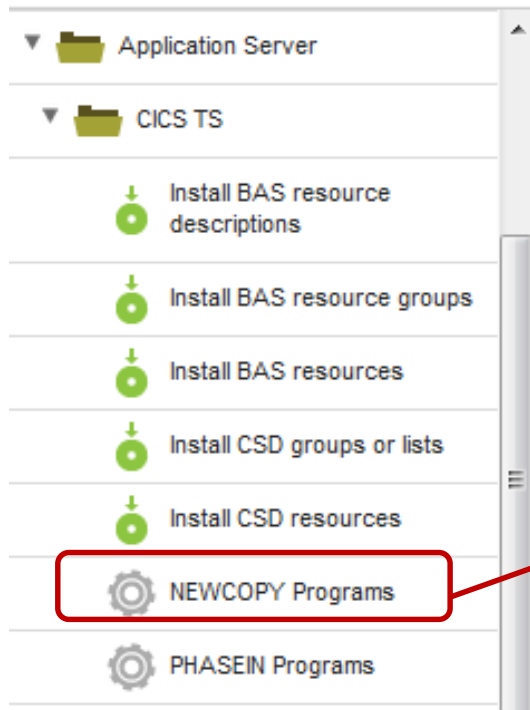 Application Server
CICS TS
Install BAS resource
descriptions
Install BAS resource groups
Install BAS resources
Install CSD groups or lists
Install CSD resources
NEWCOPY Programs
PHASEIN Programs